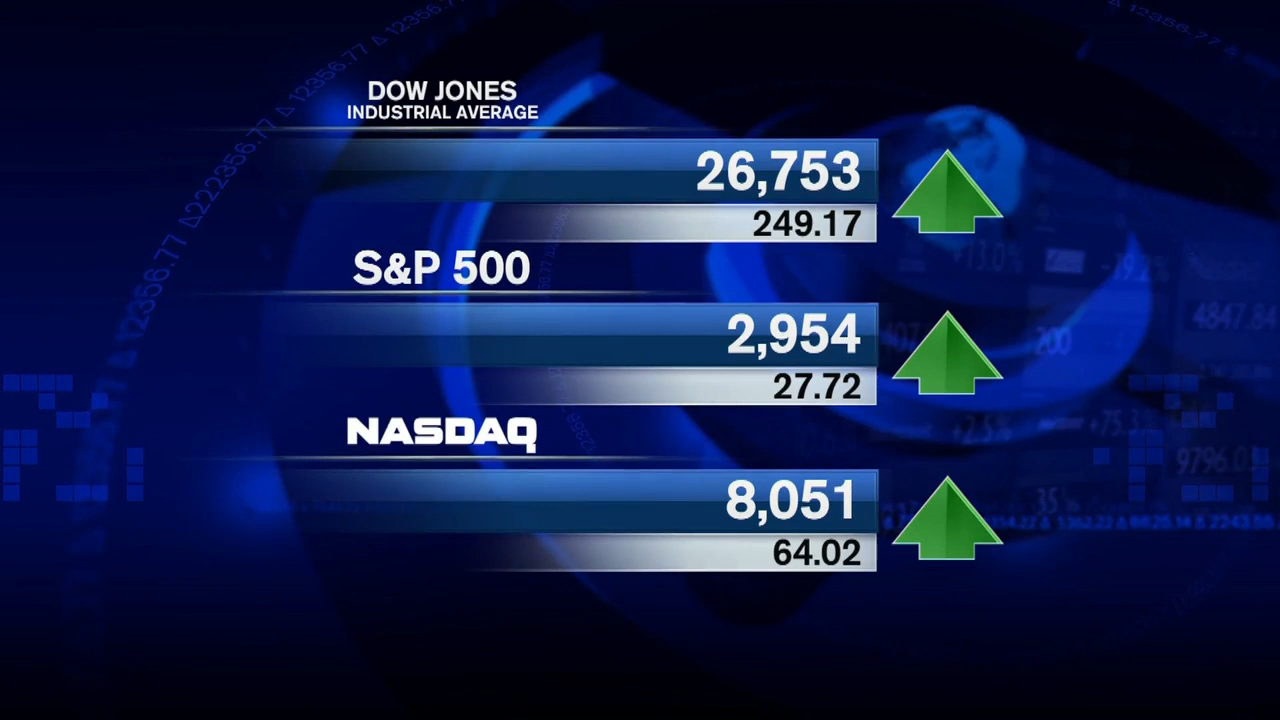 DOW JONES
INDUSTRIAL AVERAGE
26,753
249.17
S&P 500
2,954
27.72
NASDAQ
8,051
64.02